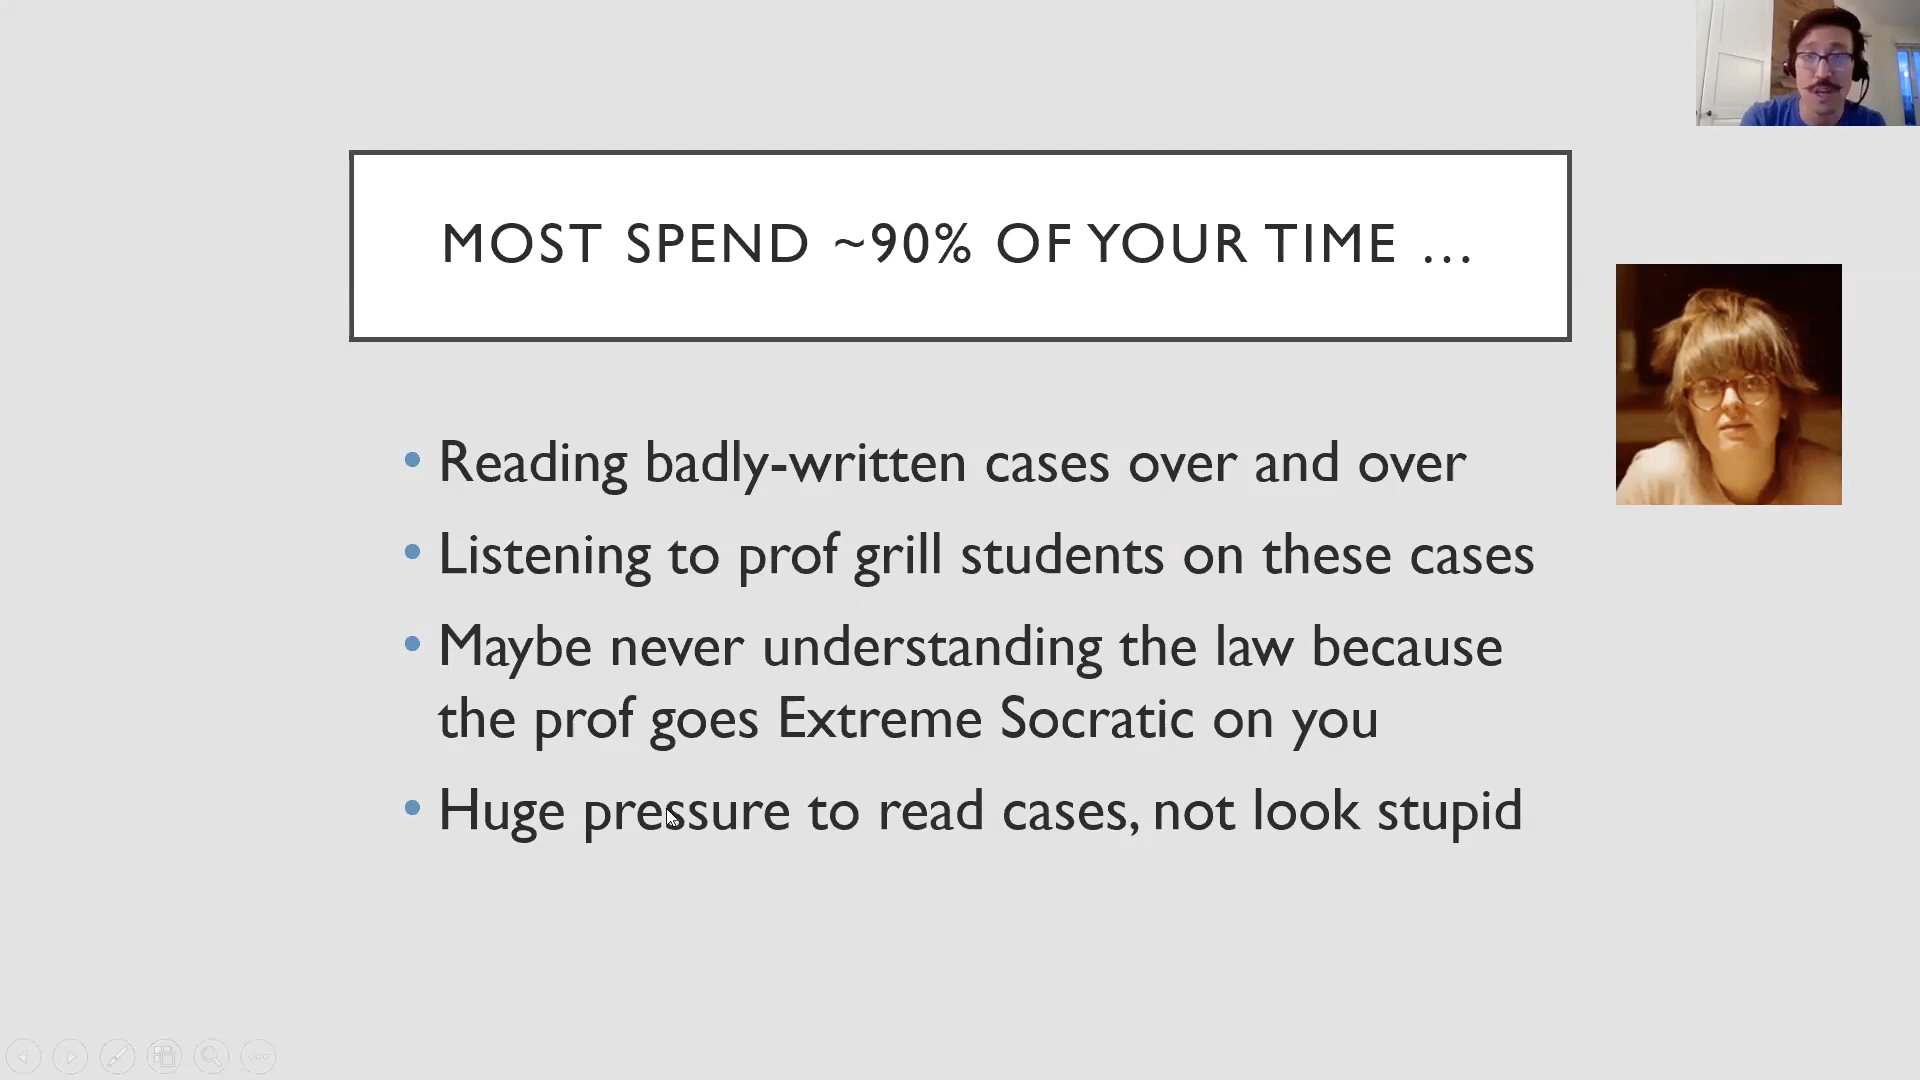 MOST SPEND ~90% OF YOUR TIME ...
• Reading badly-written cases over and over
• Listening to prof grill students on these cases
• Maybe never understanding the law because
the prof goes Extreme Socratic on you
• Huge pressure to read cases, not look stupid